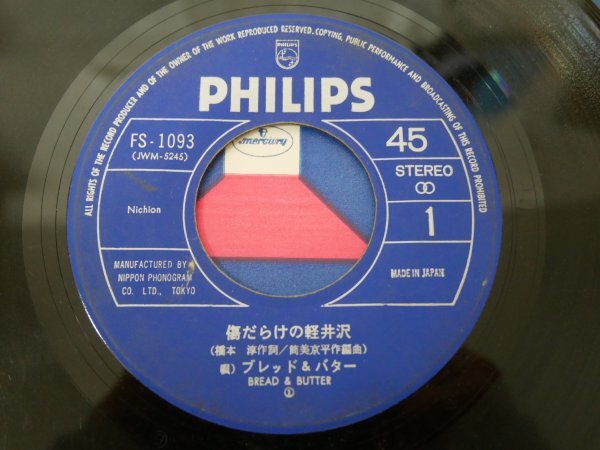 ALL RIGHTS OF THE RECORD PRODUCER AND OF THE OWNER OF THE WORK REPRODUCED RESERVED. COPYING, PUBLIC PERFORMANCE AND BROADCASTING OF THIS RECORD PROHIBITED
PHILIPS
PHILIPS
FS-1093
(JWM-5245)
45
STEREO
1
mercury
Nichion
MANUFACTURED BY
NIPPON PHONOGRAM
CO. LTD., TOKYO
MADE IN JAPAN
傷だらけの軽井沢
(橋本 淳作詞/筒美京平作編曲)
唄) ブレッド&バター
BREAD & BUTTER
①